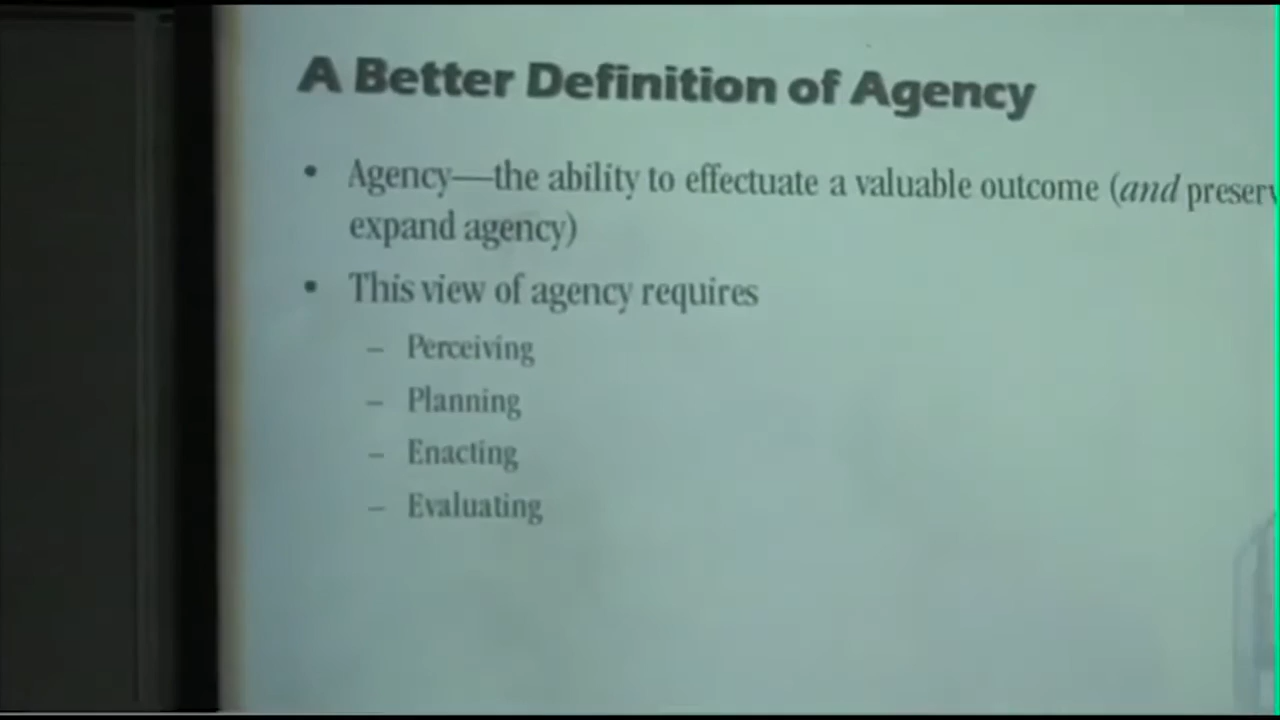 A Better Definition of Agency
• Agency—the ability to effectuate a valuable outcome (and
expand agency)
• This view of agency requires
– Perceiving
– Planning
– Enacting
– Evaluating